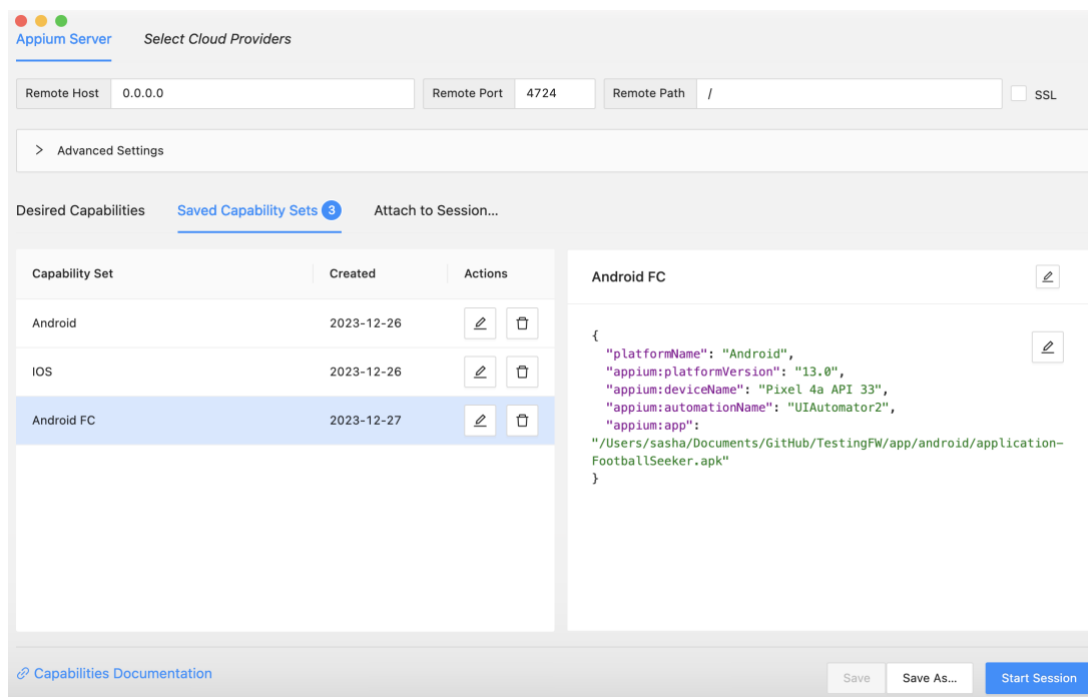 Appium Server Select Cloud Providers
Remote Host 0.0.0.0 Remote Port 4724 Remote Path / SSL
Advanced Settings
Desired Capabilities Saved Capability Sets 3 Attach to Session...
Capability Set Created Actions
Android 2023-12-26
IOS 2023-12-26
Android FC 2023-12-27
Android FC
{
"platformName": "Android",
"appium:platformVersion": "13.0",
"appium:deviceName": "Pixel 4a API 33",
"appium:automationName": "UIAutomator2",
"appium:app":
"/Users/sasha/Documents/GitHub/TestingFW/app/android/application-
FootballSeeker.apk"
}
Capabilities Documentation Save Save As... Start Session